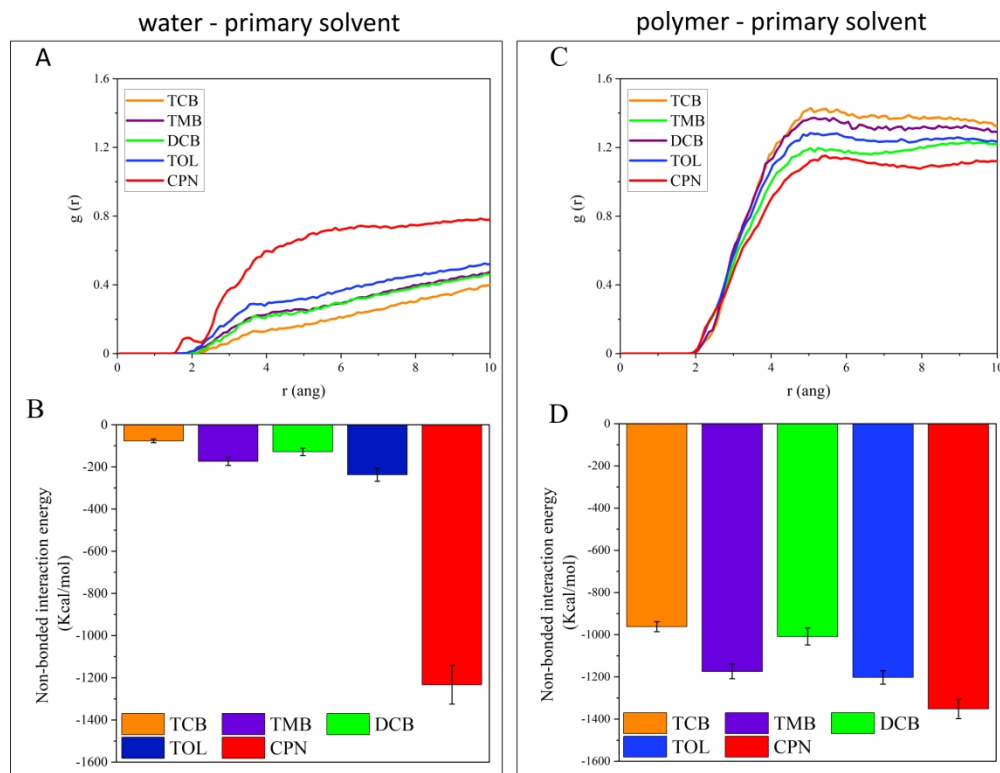 water - primary solvent
polymer - primary solvent
A
1.6
1.2
0.8
0.4
0
g (r)
TCB
TMB
DCB
TOL
CPN
0 2 4 6 8 10
r (ang)
C
1.6
1.2
0.8
0.4
0
g (r)
TCB
TMB
DCB
TOL
CPN
0 2 4 6 8 10
r (ang)
B
0
-200
-400
-600
-800
-1000
-1200
-1400
-1600
Non-bonded interaction energy
(Kcal/mol)
TCB TMB DCB
TOL CPN
D
0
-200
-400
-600
-800
-1000
-1200
-1400
-1600
Non-bonded interaction energy
(Kcal/mol)
TCB TMB DCB
TOL CPN